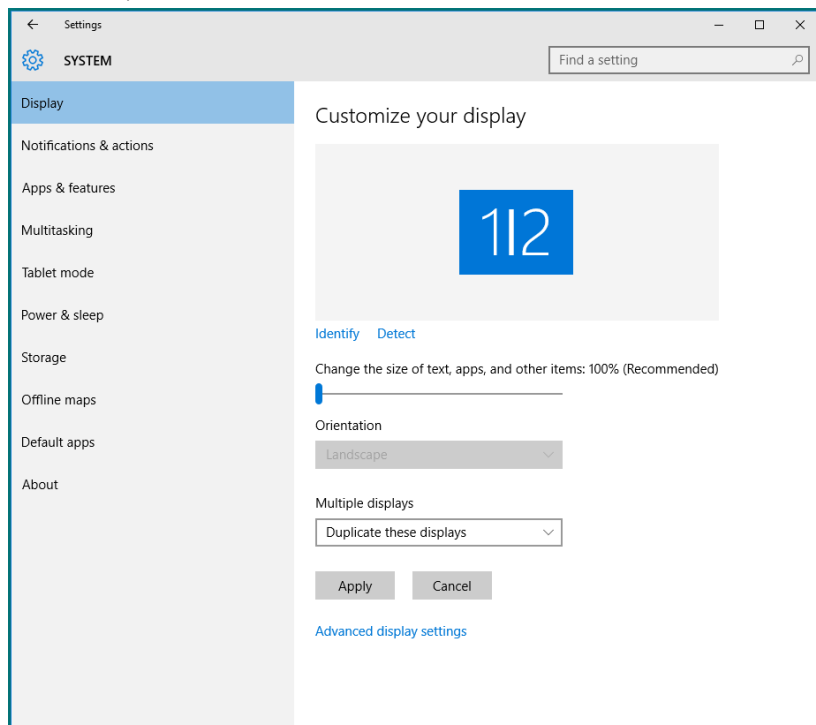 Settings
SYSTEM
Find a setting
Display
Notifications & actions
Apps & features
Multitasking
Tablet mode
Power & sleep
Storage
Offline maps
Default apps
About
Customize your display
1|2
Identify Detect
Change the size of text, apps, and other items: 100% (Recommended)
Orientation
Landscape
Multiple displays
Duplicate these displays
Apply Cancel
Advanced display settings